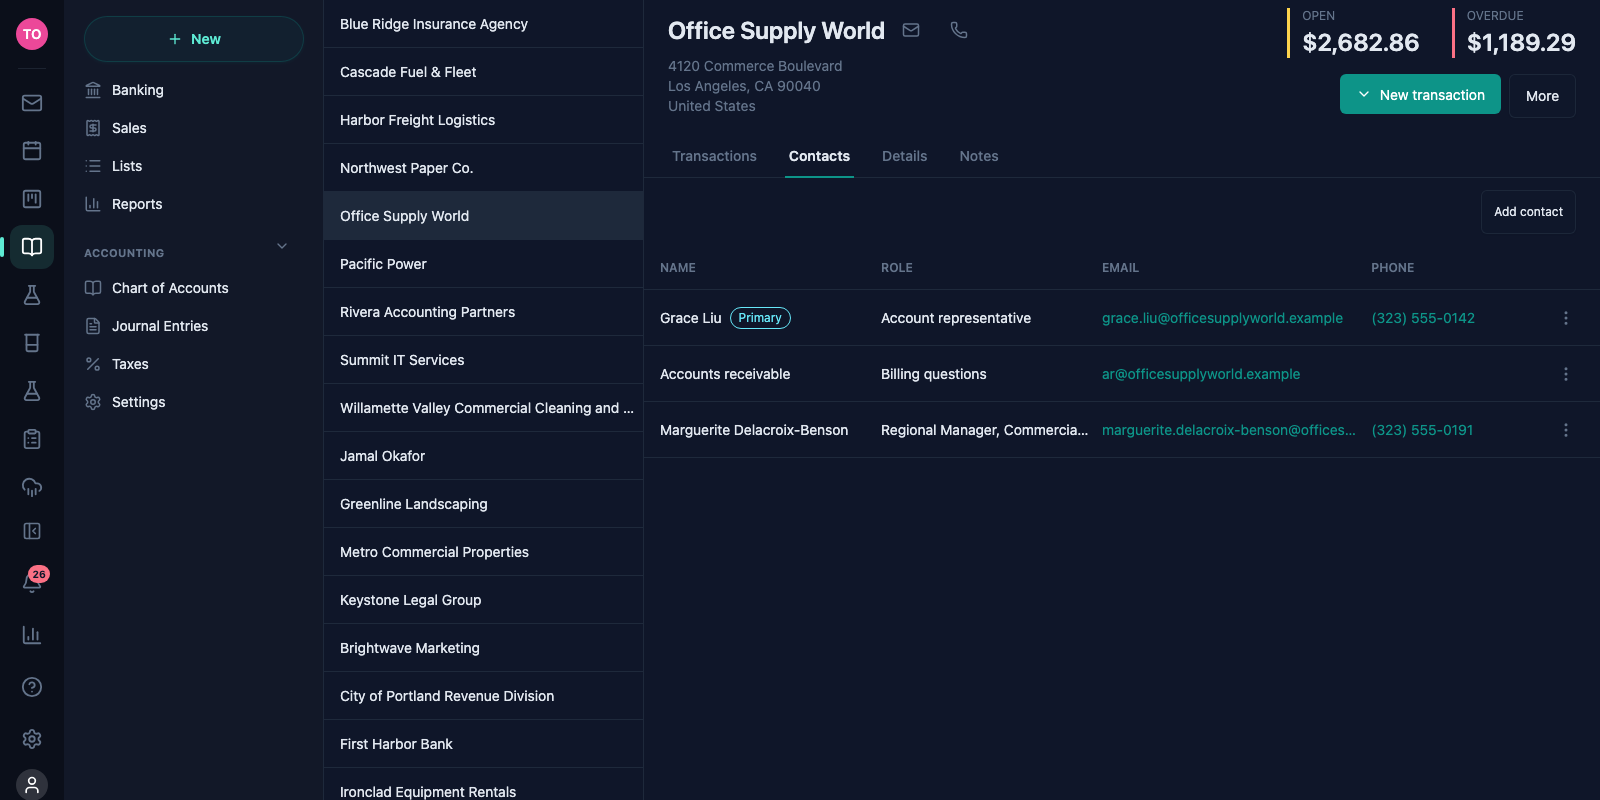 TO
26
New
Banking
Sales
Lists
Reports
ACCOUNTING
Chart of Accounts
Journal Entries
Taxes
Settings
Blue Ridge Insurance Agency
Cascade Fuel & Fleet
Harbor Freight Logistics
Northwest Paper Co.
Office Supply World
Pacific Power
Rivera Accounting Partners
Summit IT Services
Willamette Valley Commercial Cleaning and ...
Jamal Okafor
Greenline Landscaping
Metro Commercial Properties
Keystone Legal Group
Brightwave Marketing
City of Portland Revenue Division
First Harbor Bank
Ironclad Equipment Rentals
Office Supply World
4120 Commerce Boulevard
Los Angeles, CA 90040
United States
OPEN
$2,682.86
OVERDUE
$1,189.29
New transaction
More
Transactions Contacts Details Notes
Add contact
NAME ROLE EMAIL PHONE
Grace Liu Primary Account representative grace.liu@officesupplyworld.example (323) 555-0142
Accounts receivable Billing questions ar@officesupplyworld.example
Marguerite Delacroix-Benson Regional Manager, Commercia... marguerite.delacroix-benson@offices... (323) 555-0191